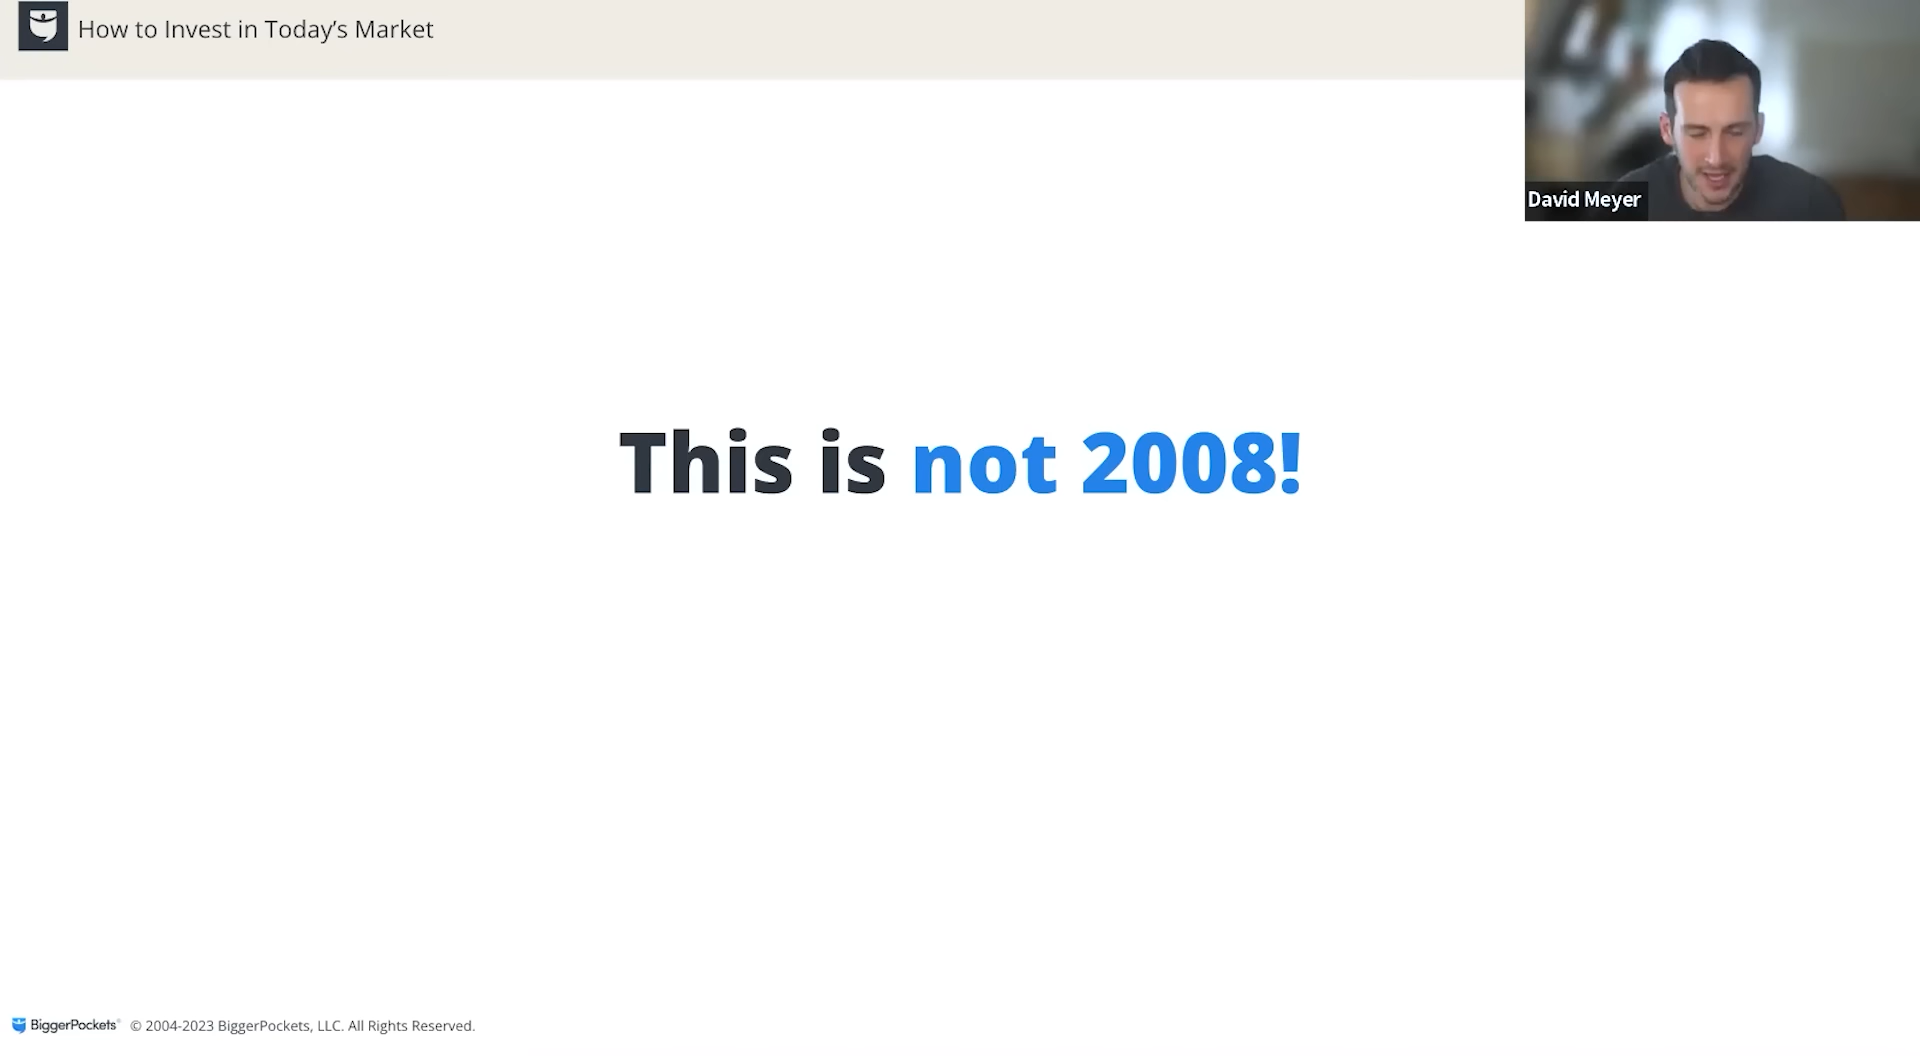 How to Invest in Today’s Market
David Meyer
This is not 2008!
BiggerPockets® © 2004-2023 BiggerPockets, LLC. All Rights Reserved.